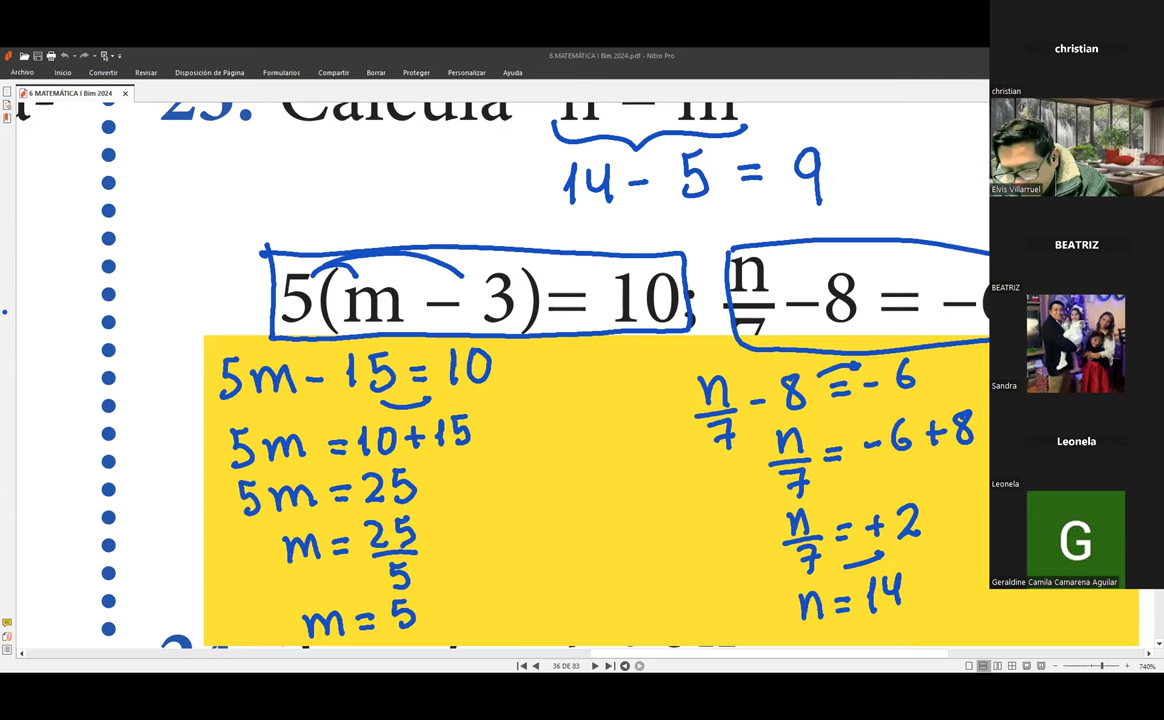 6 MATEMÁTICA I Bim 2024.pdf - Nitro Pro
Archivo Inicio Convertir Revisar Disposición de Página Formularios Compartir Borrar Proteger Personalizar Ayuda
6 MATEMÁTICA I Bim 2024 ×
Calcula n − m
14 - 5 = 9
5(m − 3)= 10; n/7 −8 = −
5m - 15 = 10
5m = 10 + 15
5m = 25
m = 25/5
m = 5
n/7 - 8 = - 6
n/7 = - 6 + 8
n/7 = + 2
n = 14
36 DE 83
740%
christian
christian
Elvis Villarruel
BEATRIZ
BEATRIZ
Sandra
Leonela
Leonela
G
Geraldine Camila Camarena Aguilar